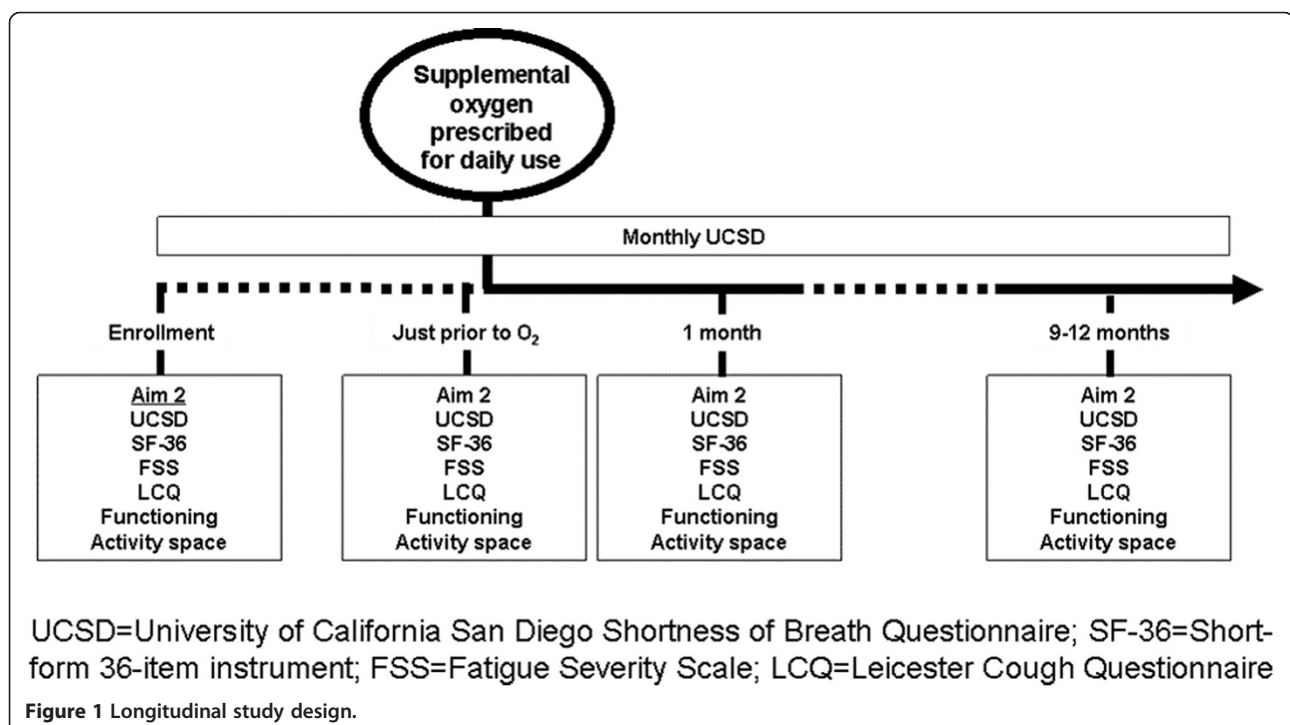 Supplemental
oxygen
prescribed
for daily use
Monthly UCSD
Enrollment
Just prior to O₂
1 month
9-12 months
Aim 2
UCSD
SF-36
FSS
LCQ
Functioning
Activity space
Aim 2
UCSD
SF-36
FSS
LCQ
Functioning
Activity space
Aim 2
UCSD
SF-36
FSS
LCQ
Functioning
Activity space
Aim 2
UCSD
SF-36
FSS
LCQ
Functioning
Activity space
UCSD=University of California San Diego Shortness of Breath Questionnaire; SF-36=Short-
form 36-item instrument; FSS=Fatigue Severity Scale; LCQ=Leicester Cough Questionnaire
Figure 1 Longitudinal study design.